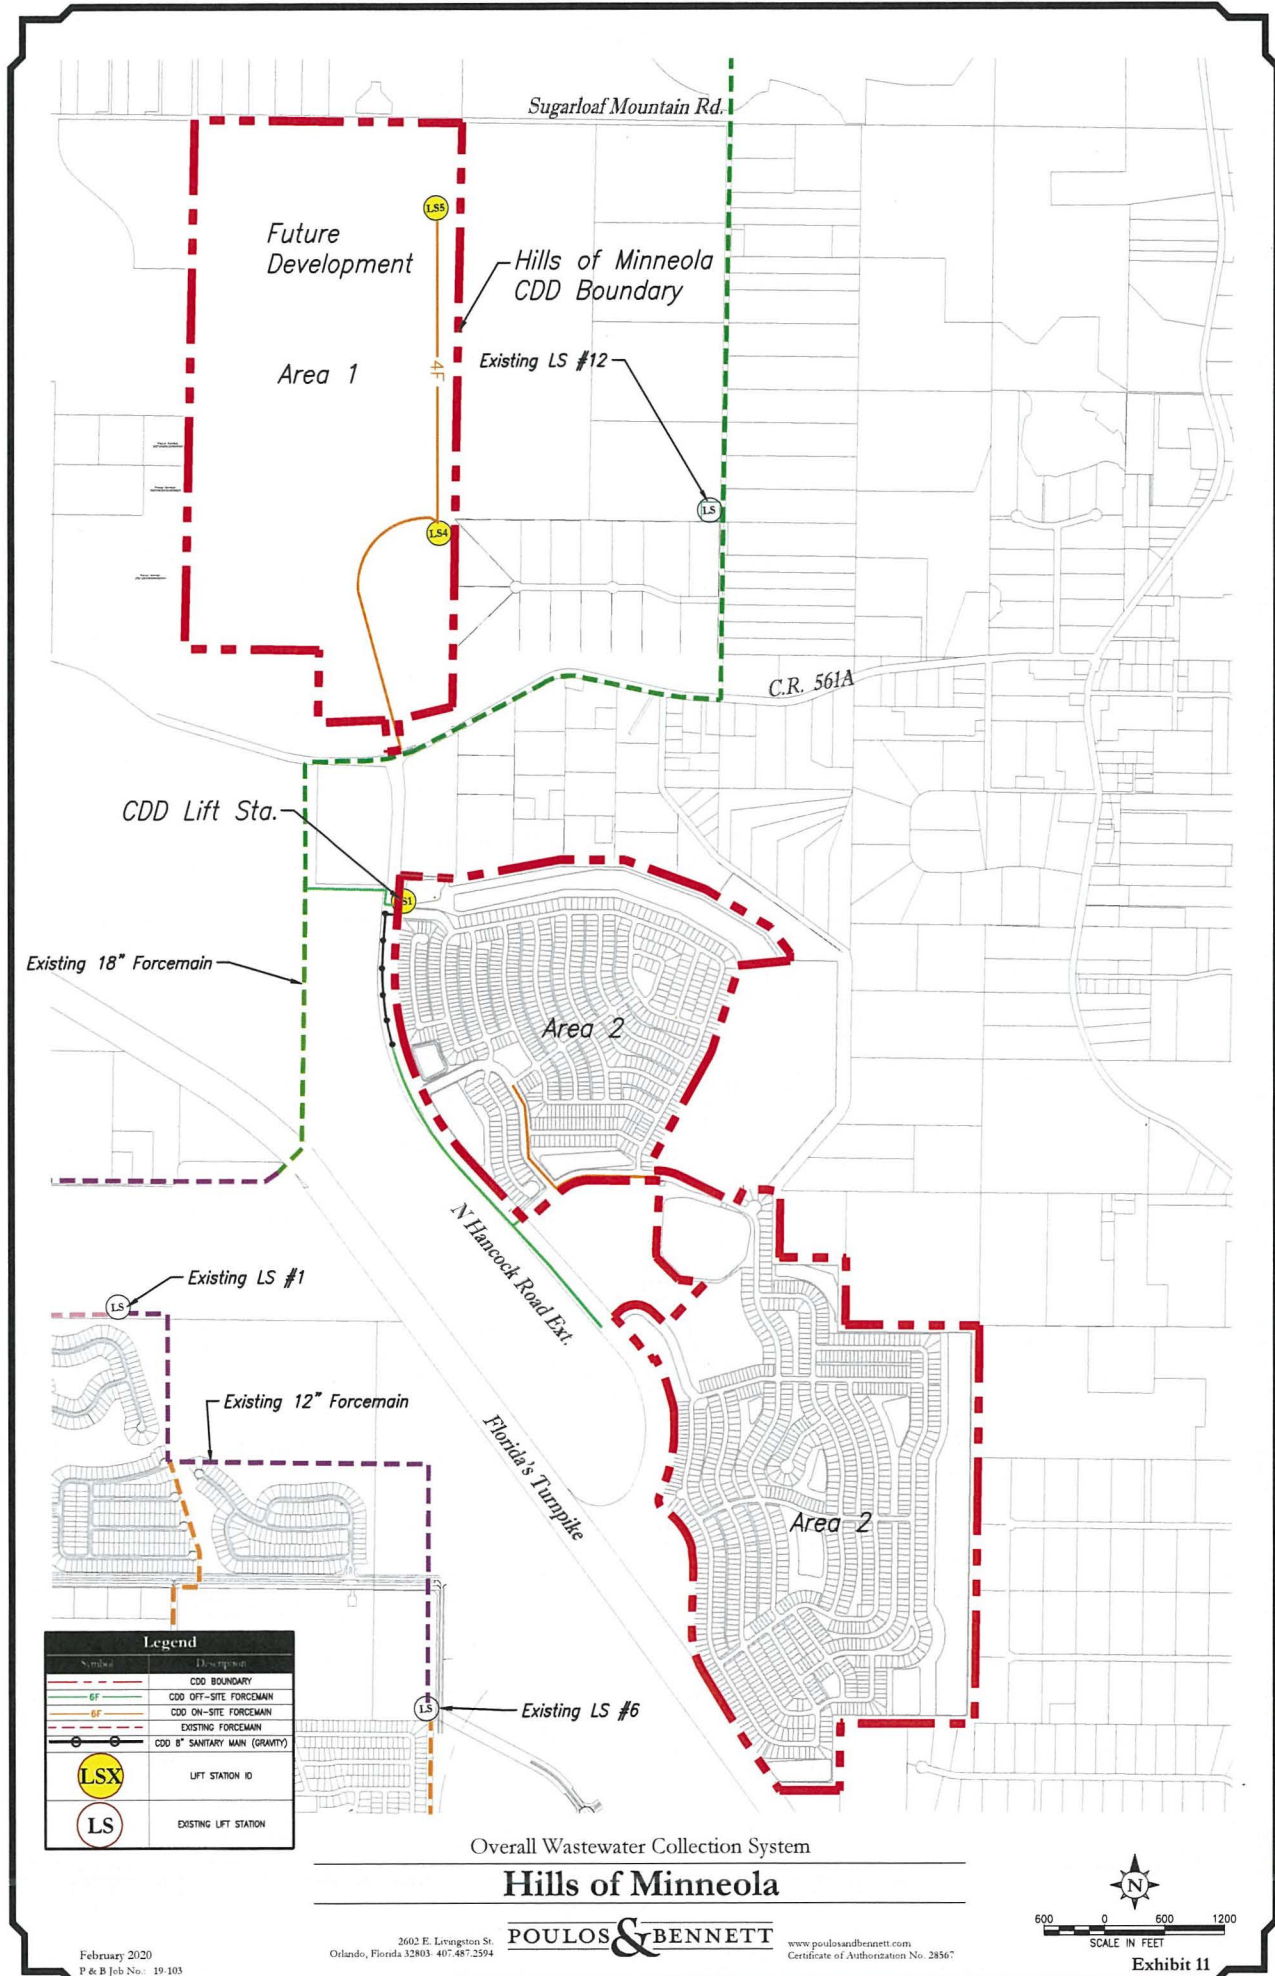 Sugarloaf Mountain Rd.
LS5
Future
Development
Hills of Minneola
CDD Boundary
4F
Existing LS #12
Area 1
LS
LS4
C.R. 561A
CDD Lift Sta.
Existing 18" Forcemain
Area 2
N Hancock Road Ext.
Existing LS #1
LS
Existing 12" Forcemain
Florida's Turnpike
Area 2
LS
Existing LS #6
Legend
Symbol Description
CDD BOUNDARY
6F CDD OFF-SITE FORCEMAIN
6F CDD ON-SITE FORCEMAIN
EXISTING FORCEMAIN
CDD 8" SANITARY MAIN (GRAVITY)
LSX LIFT STATION ID
LS EXISTING LIFT STATION
Overall Wastewater Collection System
Hills of Minneola
N
600 0 600 1200
SCALE IN FEET
2602 E. Livingston St.
Orlando, Florida 32803 407.487.2594
POULOS & BENNETT
www.poulosandbennett.com
Certificate of Authorization No. 28567
February 2020
P & B Job No.: 19-103
Exhibit 11